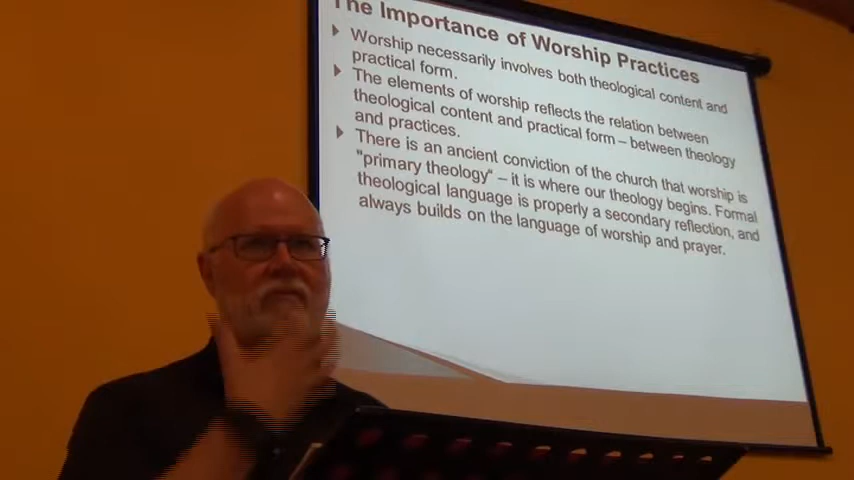 The Importance of Worship Practices
Worship necessarily involves both theological content and
practical form.
The elements of worship reflects the relation between
theological content and practical form – between theology
and practices.
There is an ancient conviction of the church that worship is
"primary theology" – it is where our theology begins. Formal
theological language is properly a secondary reflection, and
always builds on the language of worship and prayer.